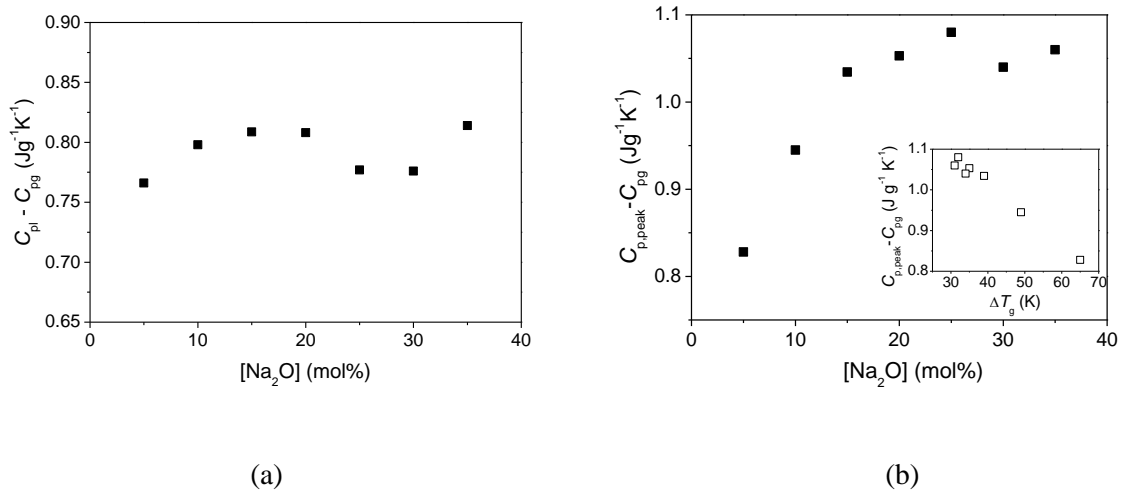 0.90
0.85
0.80
0.75
0.70
0.65
0 10 20 30 40
C_pl - C_pg (Jg⁻¹K⁻¹)
[Na₂O] (mol%)
(a)
1.1
1.0
0.9
0.8
0 10 20 30 40
C_p,peak-C_pg (Jg⁻¹K⁻¹)
[Na₂O] (mol%)
1.1
1.0
0.9
0.8
30 40 50 60 70
C_p,peak-C_pg (J g⁻¹ K⁻¹)
ΔT_g (K)
(b)